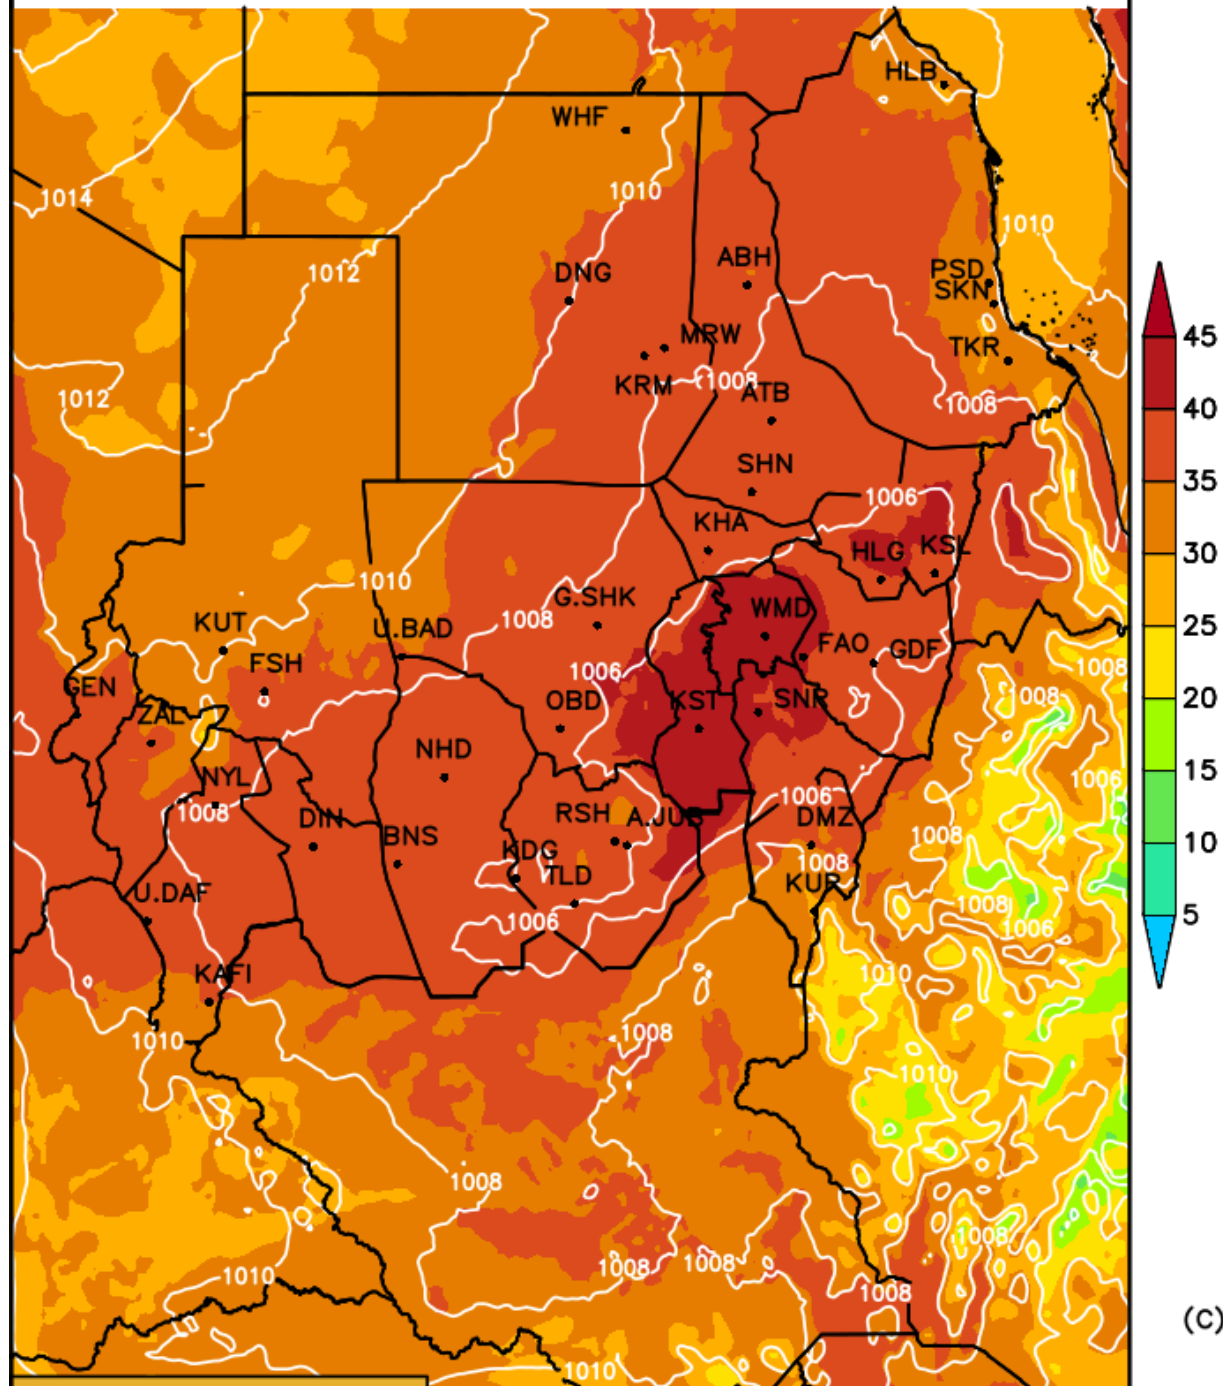 HLB
WHF
1014
1010
1010
1012
ABH
DNG
PSD
SKN
MRW
TKR
45
KRM
1008
ATB
1012
1008
40
SHN
35
1006
KHA
HLG
KSL
30
1010
G.SHK
WMD
KUT
U.BAD
1008
25
FAO
GDF
FSH
1006
1008
GEN
1008
20
OBD
KST
SNR
ZAL
NHD
15
NYL
1006
1006
1008
DIN
RSH
A.JUB
DMZ
BNS
1008
10
KDG
1008
TLD
KUR
U.DAF
1008
5
1006
1006
KAFI
1010
1008
1010
1010
1008
1008
1008
1008
1010
1008
(C)
1010